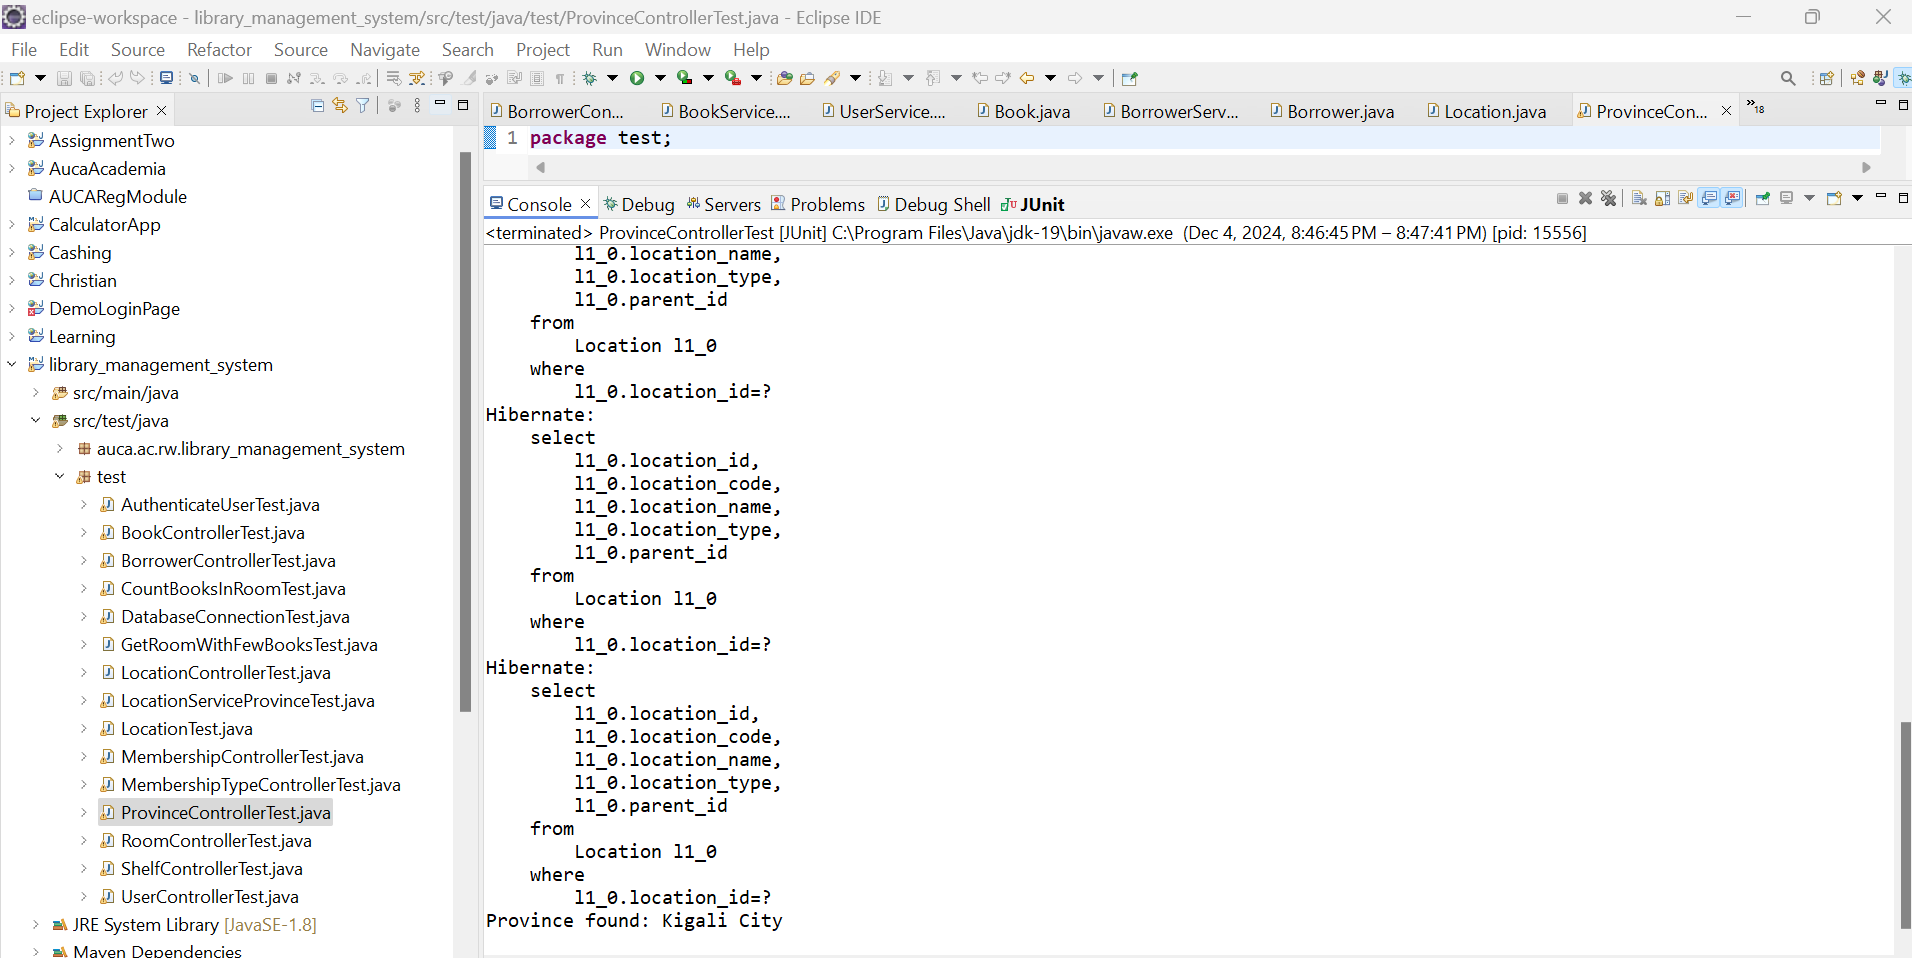 eclipse-workspace - library_management_system/src/test/java/test/ProvinceControllerTest.java - Eclipse IDE
File Edit Source Refactor Source Navigate Search Project Run Window Help
Project Explorer
AssignmentTwo
AucaAcademia
AUCARegModule
CalculatorApp
Cashing
Christian
DemoLoginPage
Learning
library_management_system
src/main/java
src/test/java
auca.ac.rw.library_management_system
test
AuthenticateUserTest.java
BookControllerTest.java
BorrowerControllerTest.java
CountBooksInRoomTest.java
DatabaseConnectionTest.java
GetRoomWithFewBooksTest.java
LocationControllerTest.java
LocationServiceProvinceTest.java
LocationTest.java
MembershipControllerTest.java
MembershipTypeControllerTest.java
ProvinceControllerTest.java
RoomControllerTest.java
ShelfControllerTest.java
UserControllerTest.java
JRE System Library [JavaSE-1.8]
Maven Dependencies
BorrowerCon... BookService.... UserService.... Book.java BorrowerServ... Borrower.java Location.java ProvinceCon... »18
1 package test;
Console Debug Servers Problems Debug Shell JUnit
<terminated> ProvinceControllerTest [JUnit] C:\Program Files\Java\jdk-19\bin\javaw.exe (Dec 4, 2024, 8:46:45 PM – 8:47:41 PM) [pid: 15556]
l1_0.location_name,
l1_0.location_type,
l1_0.parent_id
from
Location l1_0
where
l1_0.location_id=?
Hibernate:
select
l1_0.location_id,
l1_0.location_code,
l1_0.location_name,
l1_0.location_type,
l1_0.parent_id
from
Location l1_0
where
l1_0.location_id=?
Hibernate:
select
l1_0.location_id,
l1_0.location_code,
l1_0.location_name,
l1_0.location_type,
l1_0.parent_id
from
Location l1_0
where
l1_0.location_id=?
Province found: Kigali City